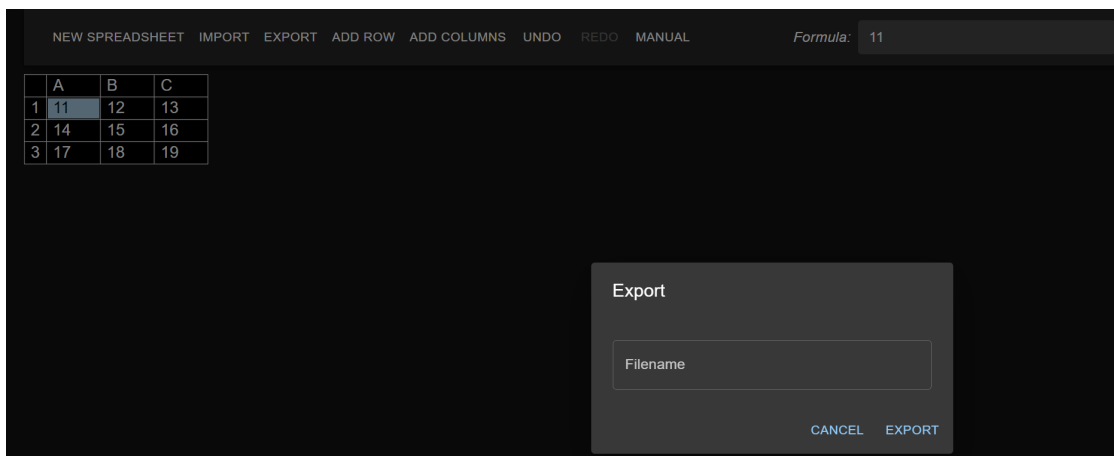 NEW SPREADSHEET IMPORT EXPORT ADD ROW ADD COLUMNS UNDO REDO MANUAL Formula: 11
A B C
1 11 12 13
2 14 15 16
3 17 18 19
Export
Filename
CANCEL EXPORT